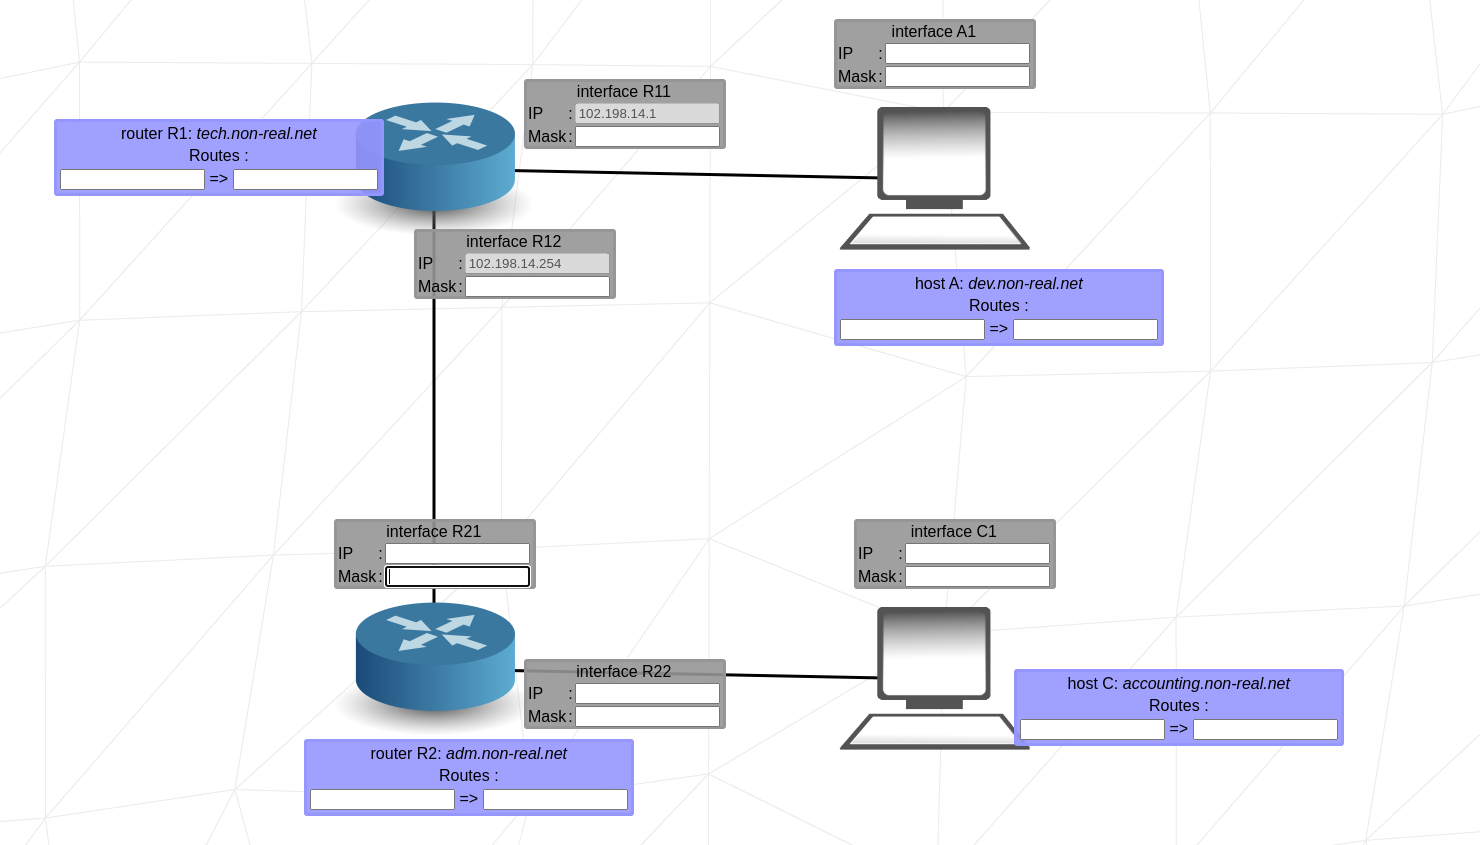 interface A1
IP :
Mask :
interface R11
IP : 102.198.14.1
Mask :
router R1: tech.non-real.net
Routes :
=>
interface R12
IP : 102.198.14.254
Mask :
host A: dev.non-real.net
Routes :
=>
interface R21
IP :
Mask :
interface C1
IP :
Mask :
interface R22
IP :
Mask :
host C: accounting.non-real.net
Routes :
=>
router R2: adm.non-real.net
Routes :
=>